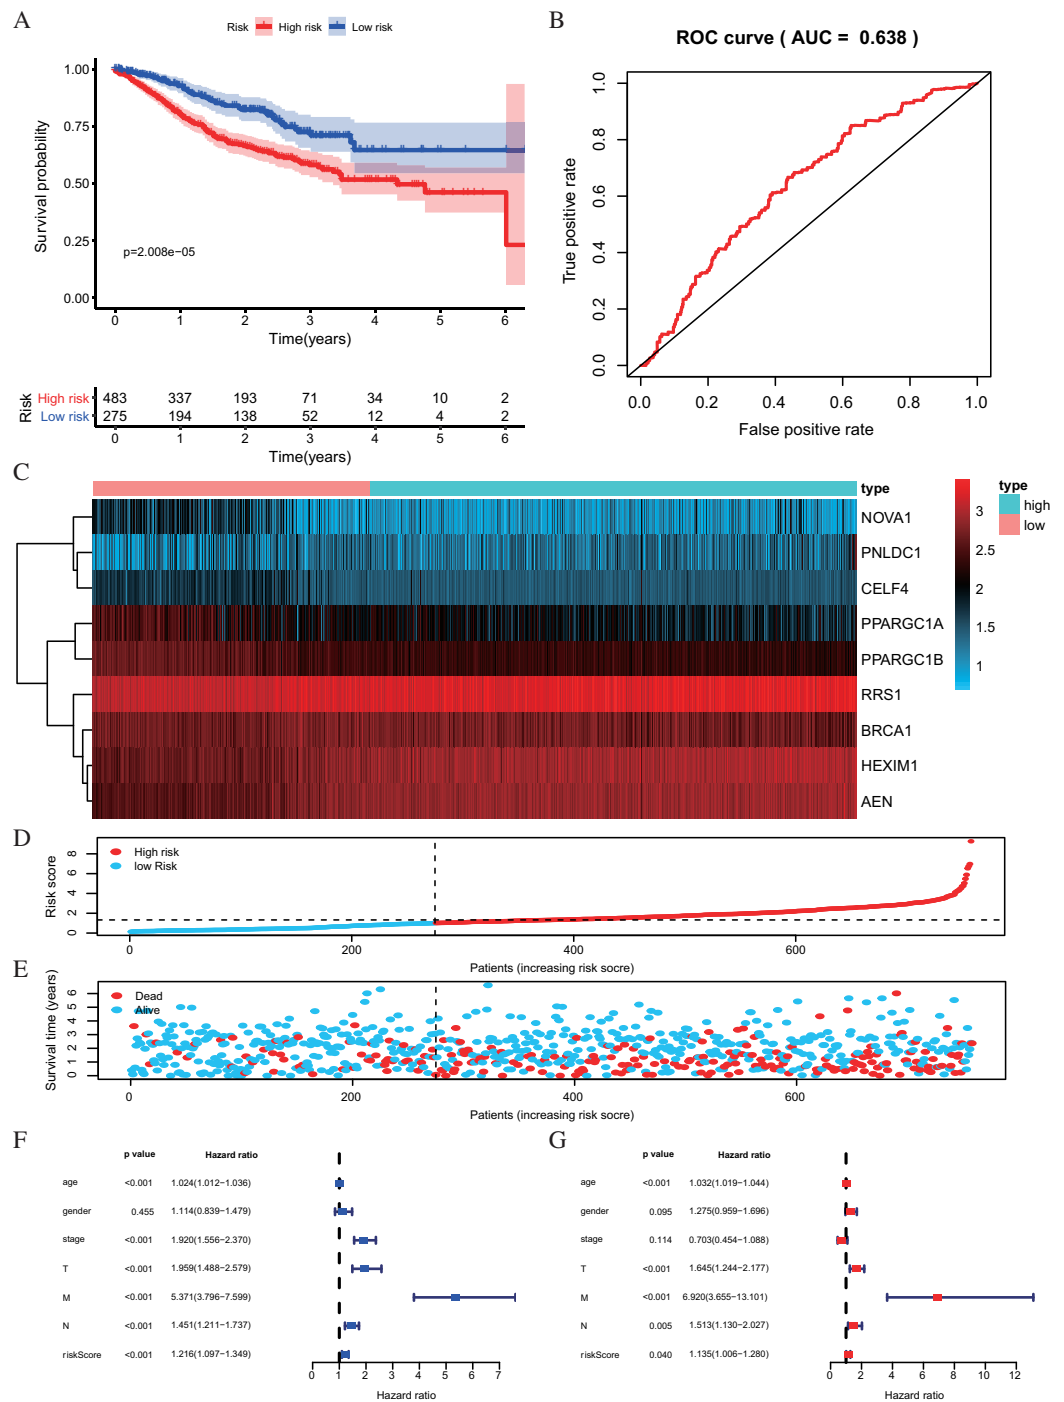 A
Risk High risk Low risk
Survival probability
1.00
0.75
0.50
0.25
0.00
p=2.008e−05
0 1 2 3 4 5 6
Time(years)
Risk
High risk 483 337 193 71 34 10 2
Low risk 275 194 138 52 12 4 2
0 1 2 3 4 5 6
Time(years)
B
ROC curve ( AUC = 0.638 )
True positive rate
1.0
0.8
0.6
0.4
0.2
0.0
0.0 0.2 0.4 0.6 0.8 1.0
False positive rate
C
type
NOVA1
PNLDC1
CELF4
PPARGC1A
PPARGC1B
RRS1
BRCA1
HEXIM1
AEN
3
2.5
2
1.5
1
type
high
low
D
Risk score
8
6
4
2
0
High risk
low Risk
0 200 400 600
Patients (increasing risk socre)
E
Survival time (years)
6
5
4
3
2
1
0
Dead
Alive
0 200 400 600
Patients (increasing risk socre)
F
p value Hazard ratio
age <0.001 1.024(1.012−1.036)
gender 0.455 1.114(0.839−1.479)
stage <0.001 1.920(1.556−2.370)
T <0.001 1.959(1.488−2.579)
M <0.001 5.371(3.796−7.599)
N <0.001 1.451(1.211−1.737)
riskScore <0.001 1.216(1.097−1.349)
0 1 2 3 4 5 6 7
Hazard ratio
G
p value Hazard ratio
age <0.001 1.032(1.019−1.044)
gender 0.095 1.275(0.959−1.696)
stage 0.114 0.703(0.454−1.088)
T <0.001 1.645(1.244−2.177)
M <0.001 6.920(3.655−13.101)
N 0.005 1.513(1.130−2.027)
riskScore 0.040 1.135(1.006−1.280)
0 2 4 6 8 10 12
Hazard ratio